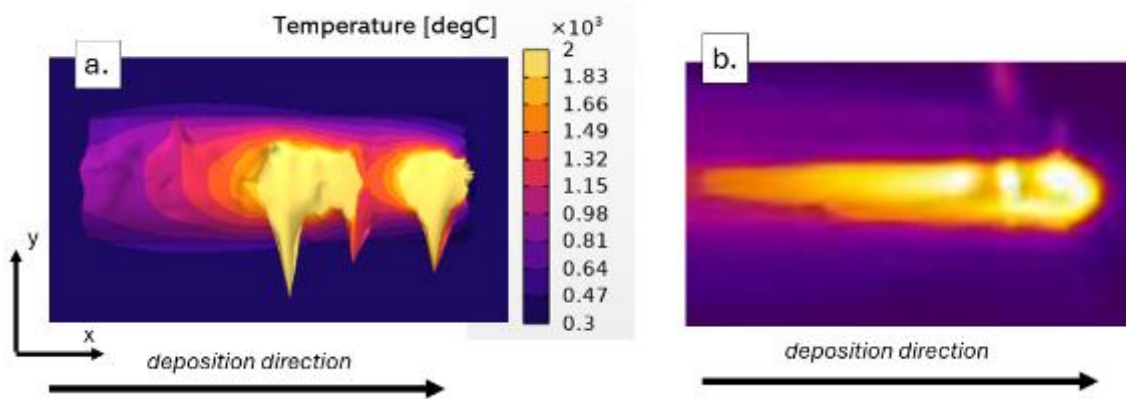 Temperature [degC]
×10³
a.
2
1.83
1.66
1.49
1.32
1.15
0.98
0.81
0.64
0.47
0.3
y
x
deposition direction
b.
deposition direction